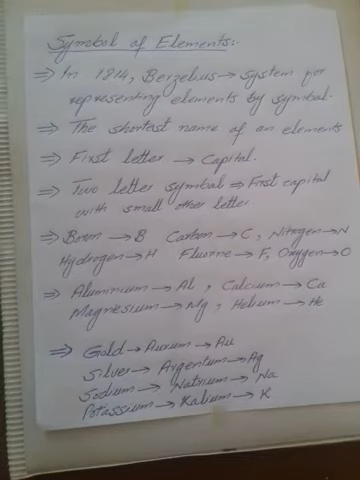 Symbol of Elements:-
⇒ In 1814, Berzelius → system for
representing elements by symbol.
⇒ The shortest name of an elements
⇒ First letter → Capital.
⇒ Two letter symbol ⇒ First capital
with small other letter
⇒ Boron → B Carbon → C, Nitrogen → N
Hydrogen → H Fluorine → F, Oxygen → O
⇒ Aluminium → Al, Calcium → Ca
Magnesium → Mg, Helium → He
⇒ Gold → Aurum → Au
Silver → Argentum → Ag
Sodium → Natrium → Na
Potassium → Kalium → K